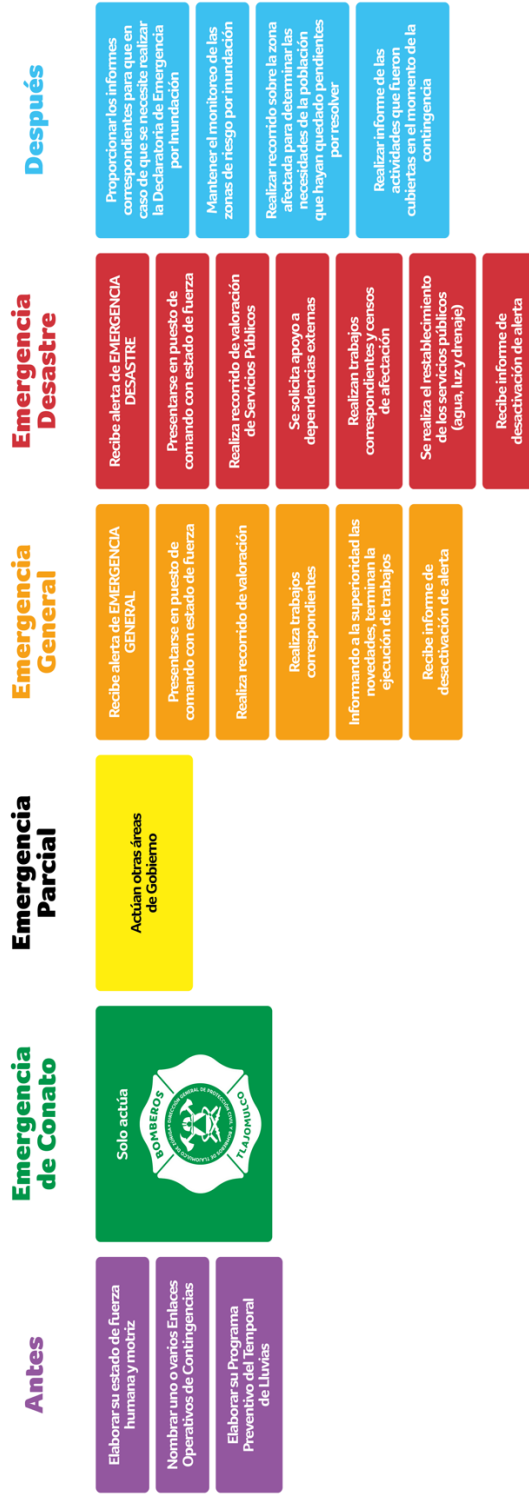 Antes
Elaborar su estado de fuerza
humana y motriz
Nombrar uno o varios Enlaces
Operativos de Contingencias
Elaborar su Programa
Preventivo del Temporal
de Lluvias
Emergencia
de Conato
Solo actúa
BOMBEROS
DIRECCIÓN GENERAL DE PROTECCIÓN CIVIL Y BOMBEROS DE TLAJOMULCO DE ZÚÑIGA
TLAJOMULCO
Emergencia
Parcial
Actúan otras áreas
de Gobierno
Emergencia
General
Recibe alerta de EMERGENCIA
GENERAL
Presentarse en puesto de
comando con estado de fuerza
Realiza recorrido de valoración
Realiza trabajos
correspondientes
Informando a la superioridad las
novedades, terminan la
ejecución de trabajos
Recibe informe de
desactivación de alerta
Emergencia
Desastre
Recibe alerta de EMERGENCIA
DESASTRE
Presentarse en puesto de
comando con estado de fuerza
Realiza recorrido de valoración
de Servicios Públicos
Se solicita apoyo a
dependencias externas
Realizan trabajos
correspondientes y censos
de afectación
Se realiza el restablecimiento
de los servicios públicos
(agua, luz y drenaje)
Recibe informe de
desactivación de alerta
Después
Proporcionar los informes
correspondientes para que en
caso de que se necesite realizar
la Declaratoria de Emergencia
por Inundación
Mantener el monitoreo de las
zonas de riesgo por inundación
Realizar recorrido sobre la zona
afectada para determinar las
necesidades de la población
que hayan quedado pendientes
por resolver
Realizar informe de las
actividades que fueron
cubiertas en el momento de la
contingencia